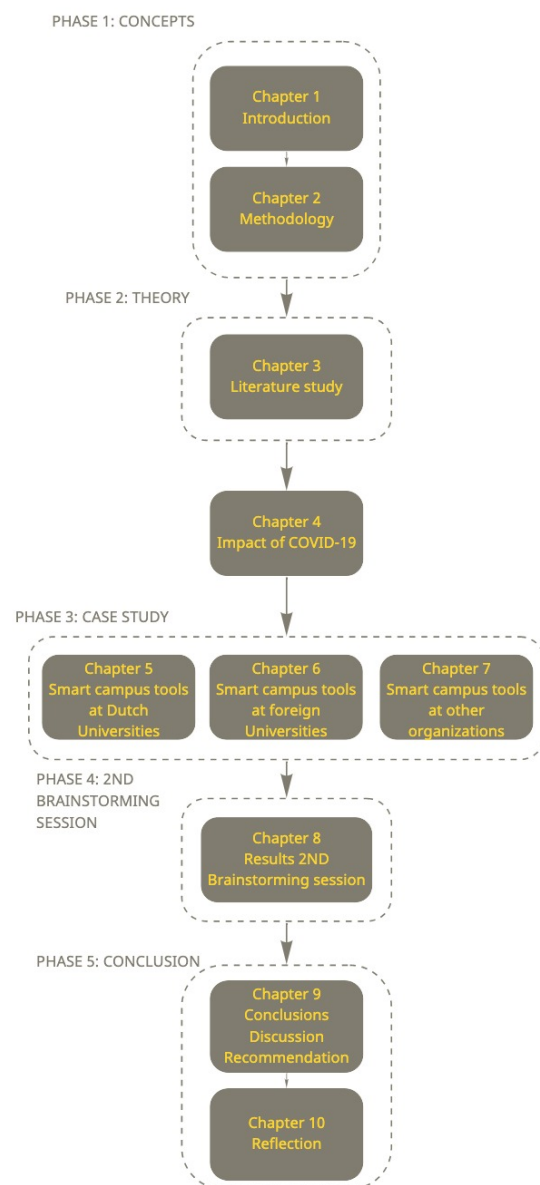 PHASE 1: CONCEPTS
Chapter 1
Introduction
Chapter 2
Methodology
PHASE 2: THEORY
Chapter 3
Literature study
Chapter 4
Impact of COVID-19
PHASE 3: CASE STUDY
Chapter 5
Smart campus tools
at Dutch
Universities
Chapter 6
Smart campus tools
at foreign
Universities
Chapter 7
Smart campus tools
at other
organizations
PHASE 4: 2ND
BRAINSTORMING
SESSION
Chapter 8
Results 2ND
Brainstorming session
PHASE 5: CONCLUSION
Chapter 9
Conclusions
Discussion
Recommendation
Chapter 10
Reflection